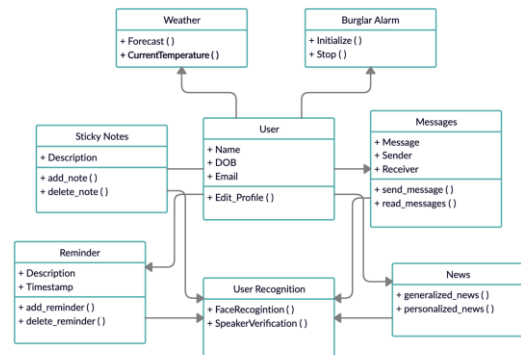 Weather
+ Forecast ( )
+ CurrentTemperature ( )
Burglar Alarm
+ Initialize ( )
+ Stop ( )
Sticky Notes
+ Description
+ add_note ( )
+ delete_note ( )
User
+ Name
+ DOB
+ Email
+ Edit_Profile ( )
Messages
+ Message
+ Sender
+ Receiver
+ send_message ( )
+ read_messages ( )
Reminder
+ Description
+ Timestamp
+ add_reminder ( )
+ delete_reminder ( )
User Recognition
+ FaceRecogintion ( )
+ SpeakerVerification ( )
News
+ generalized_news ( )
+ personalized_news ( )